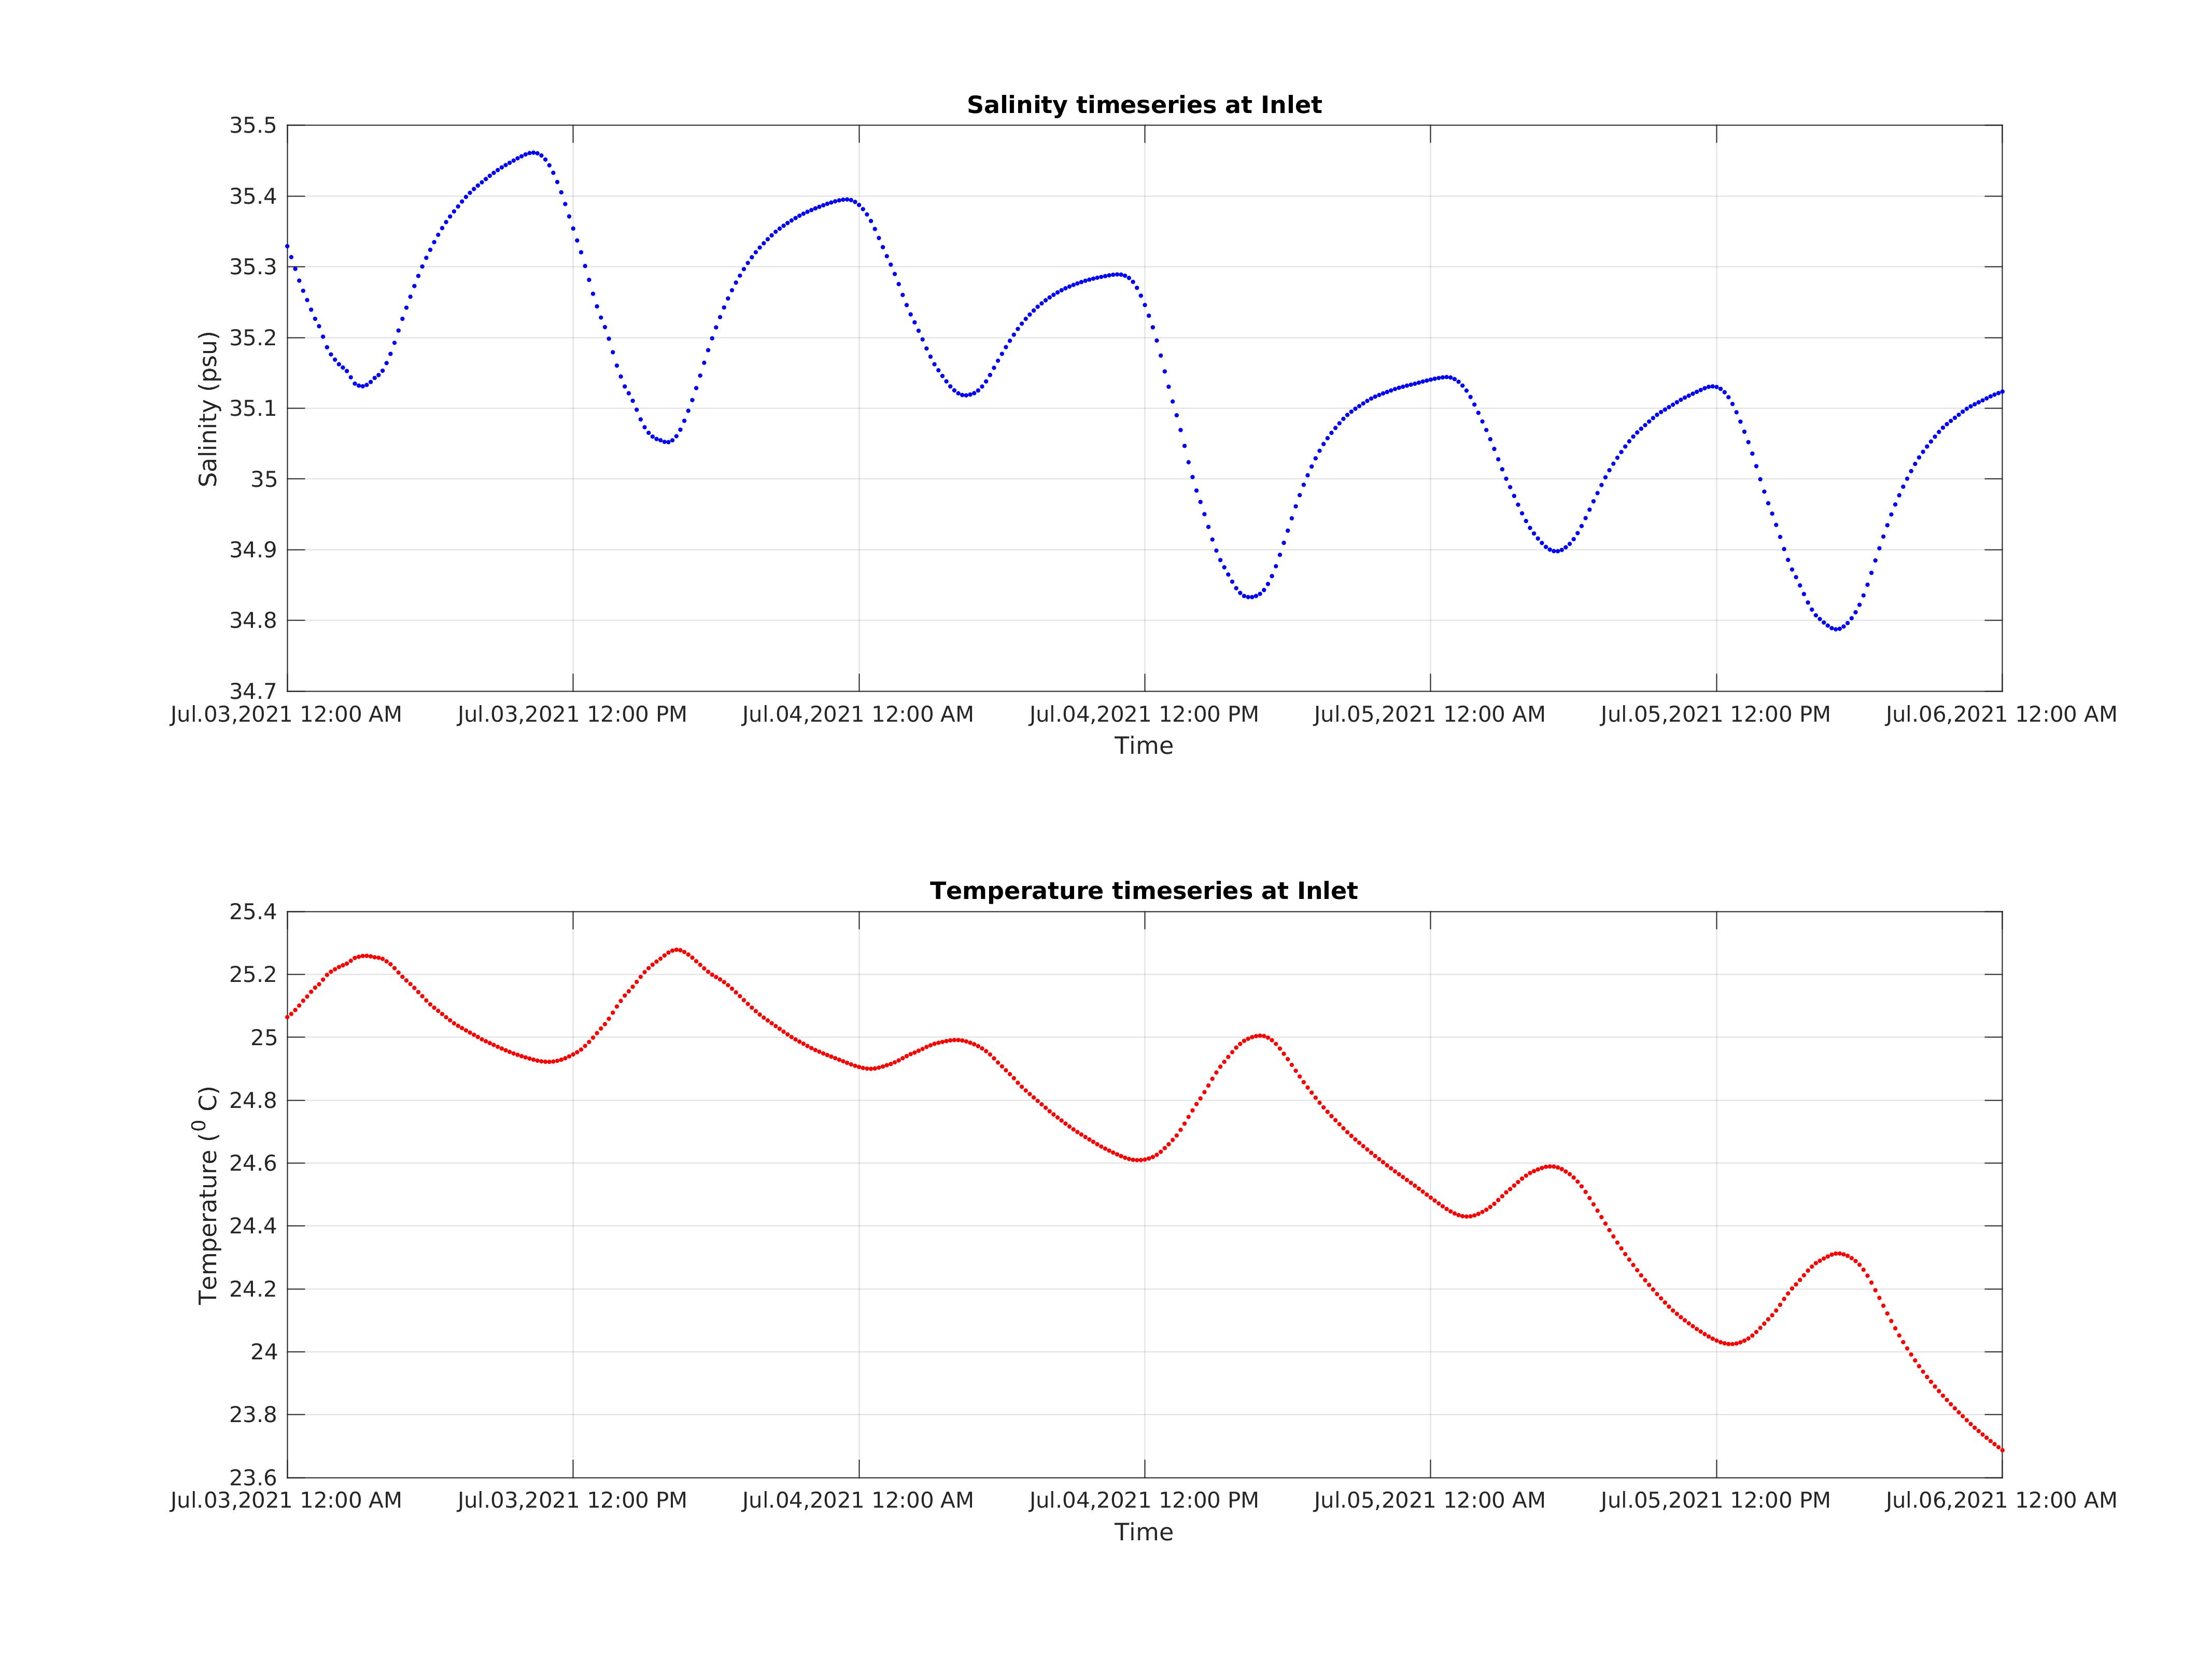 Salinity timeseries at Inlet
35.5
35.4
35.3
35.2
35.1
35
34.9
34.8
34.7
Salinity (psu)
Jul.03,2021 12:00 AM
Jul.03,2021 12:00 PM
Jul.04,2021 12:00 AM
Jul.04,2021 12:00 PM
Jul.05,2021 12:00 AM
Jul.05,2021 12:00 PM
Jul.06,2021 12:00 AM
Time
Temperature timeseries at Inlet
25.4
25.2
25
24.8
24.6
24.4
24.2
24
23.8
23.6
Temperature (⁰ C)
Jul.03,2021 12:00 AM
Jul.03,2021 12:00 PM
Jul.04,2021 12:00 AM
Jul.04,2021 12:00 PM
Jul.05,2021 12:00 AM
Jul.05,2021 12:00 PM
Jul.06,2021 12:00 AM
Time